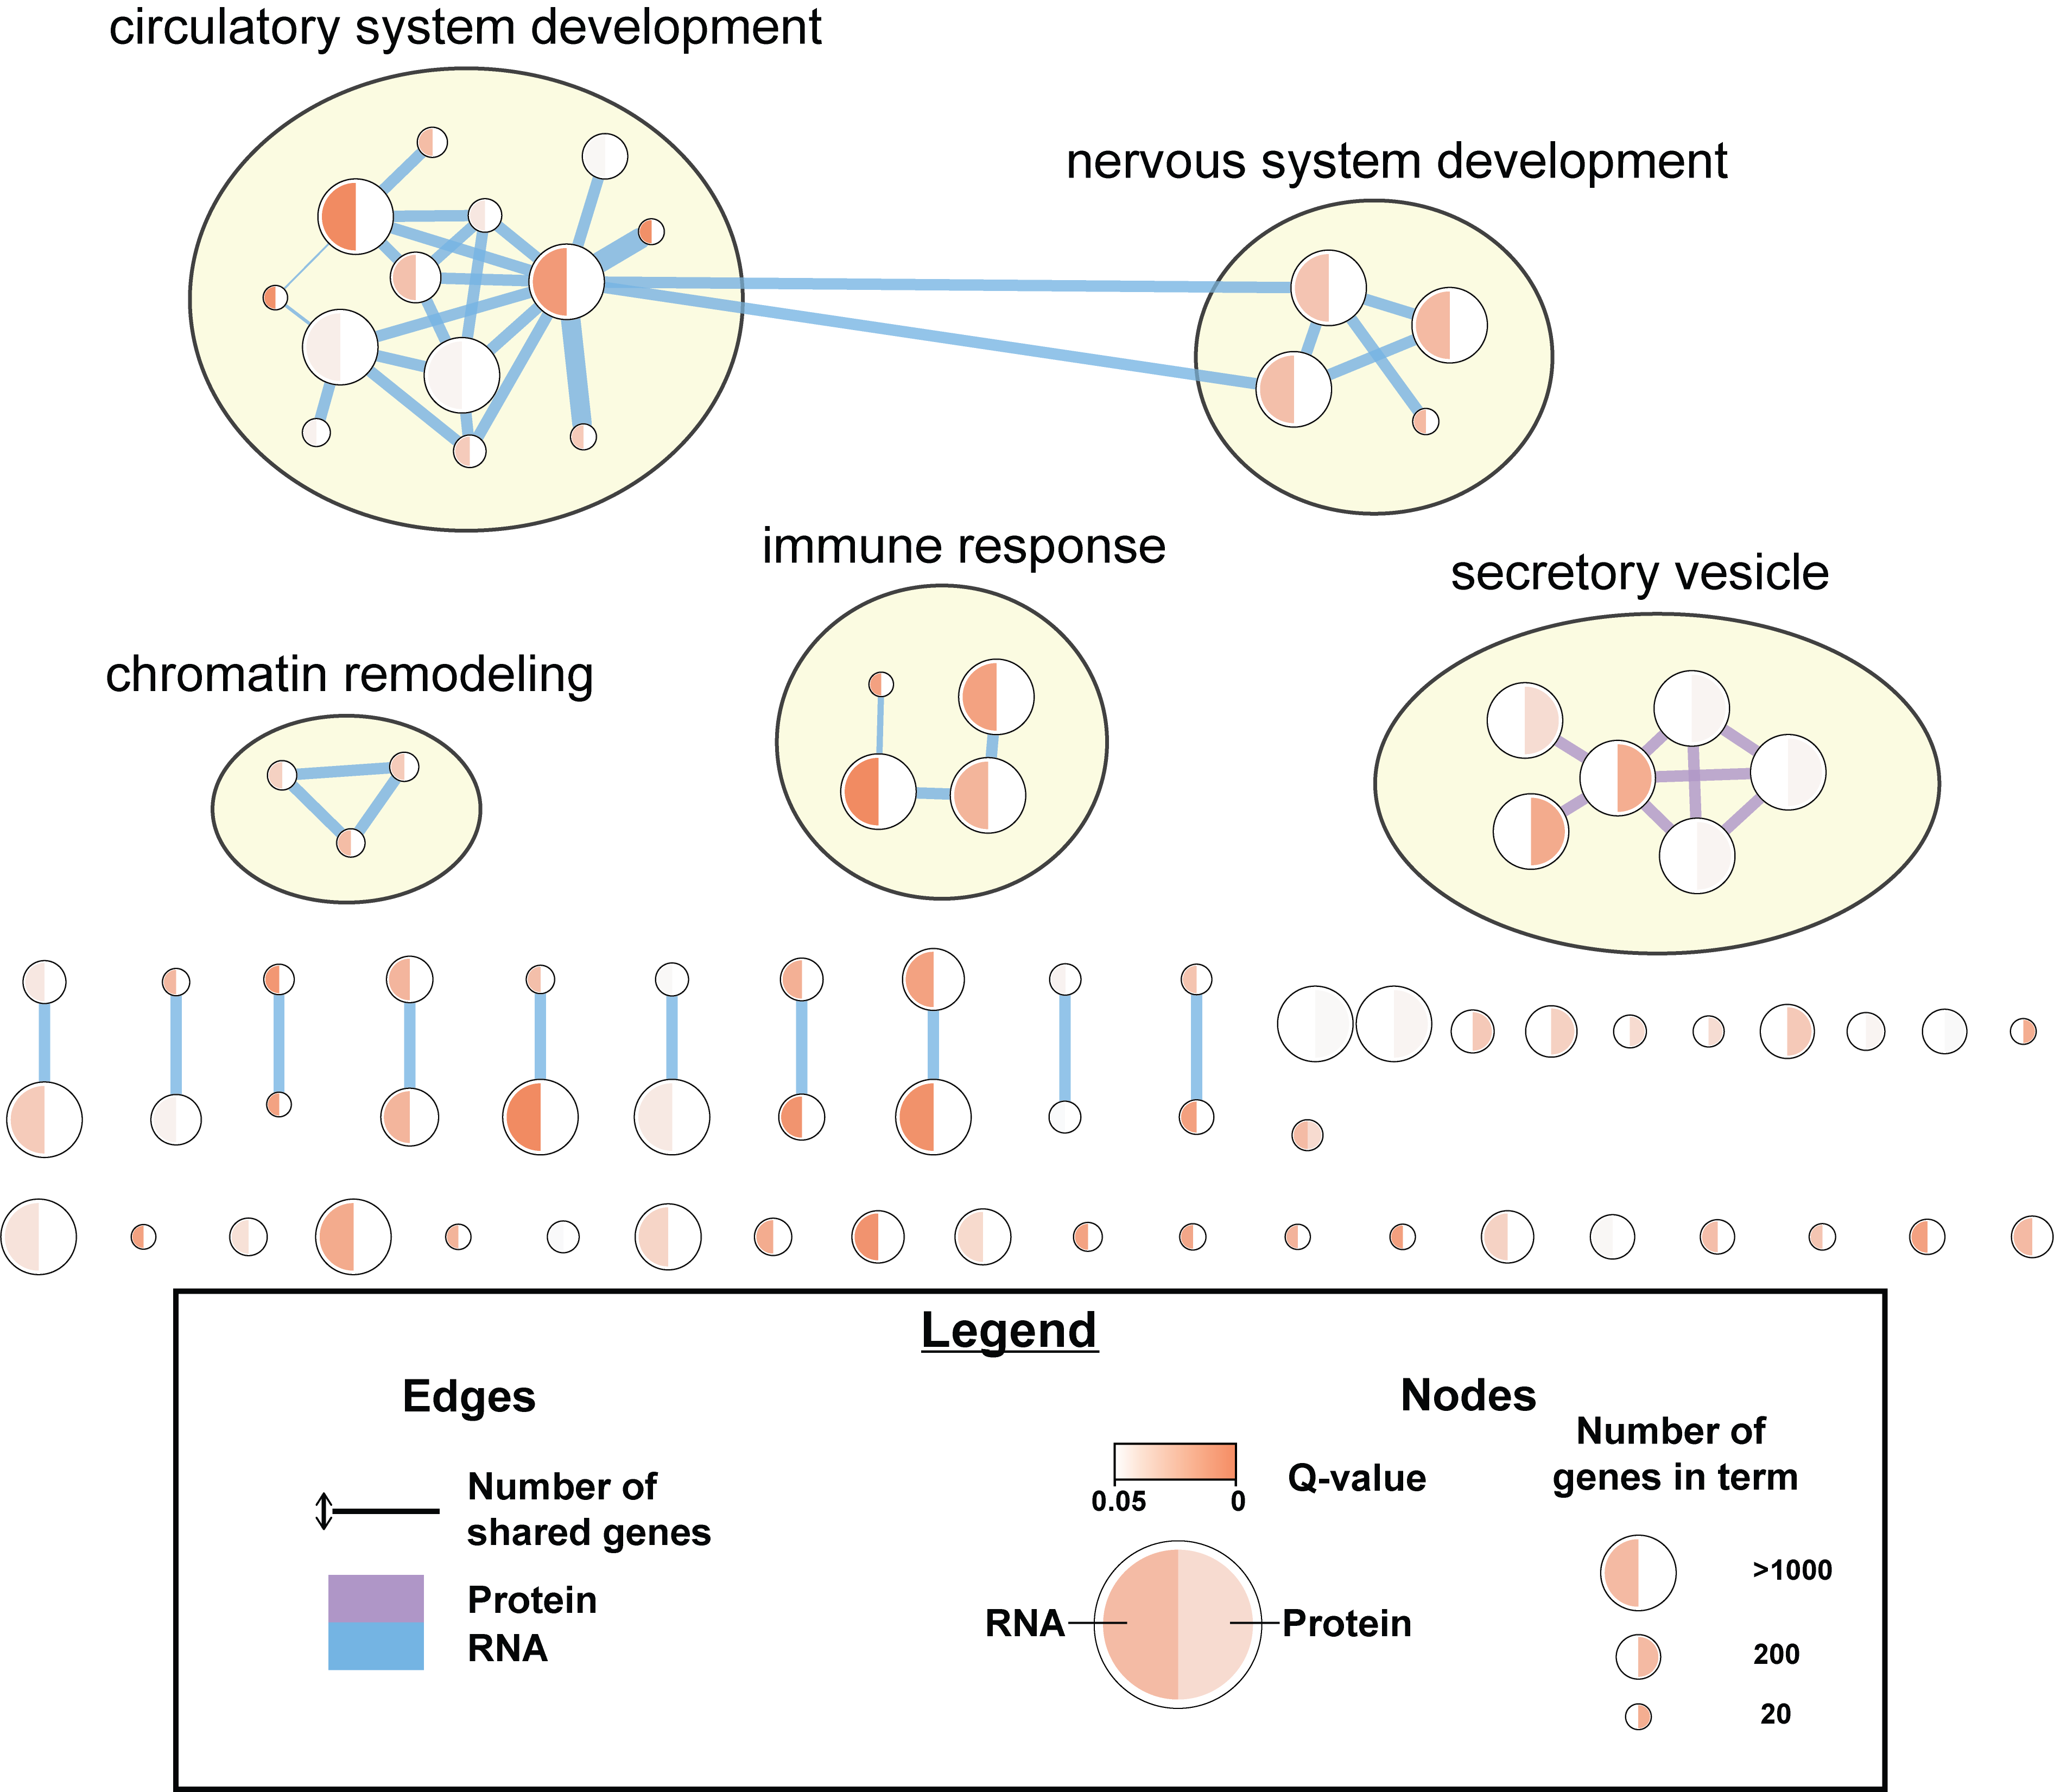 circulatory system development
nervous system development
immune response
secretory vesicle
chromatin remodeling
Legend
Edges
Number of
shared genes
Protein
RNA
Nodes
0.05
0
Q-value
RNA
Protein
Number of
genes in term
>1000
200
20